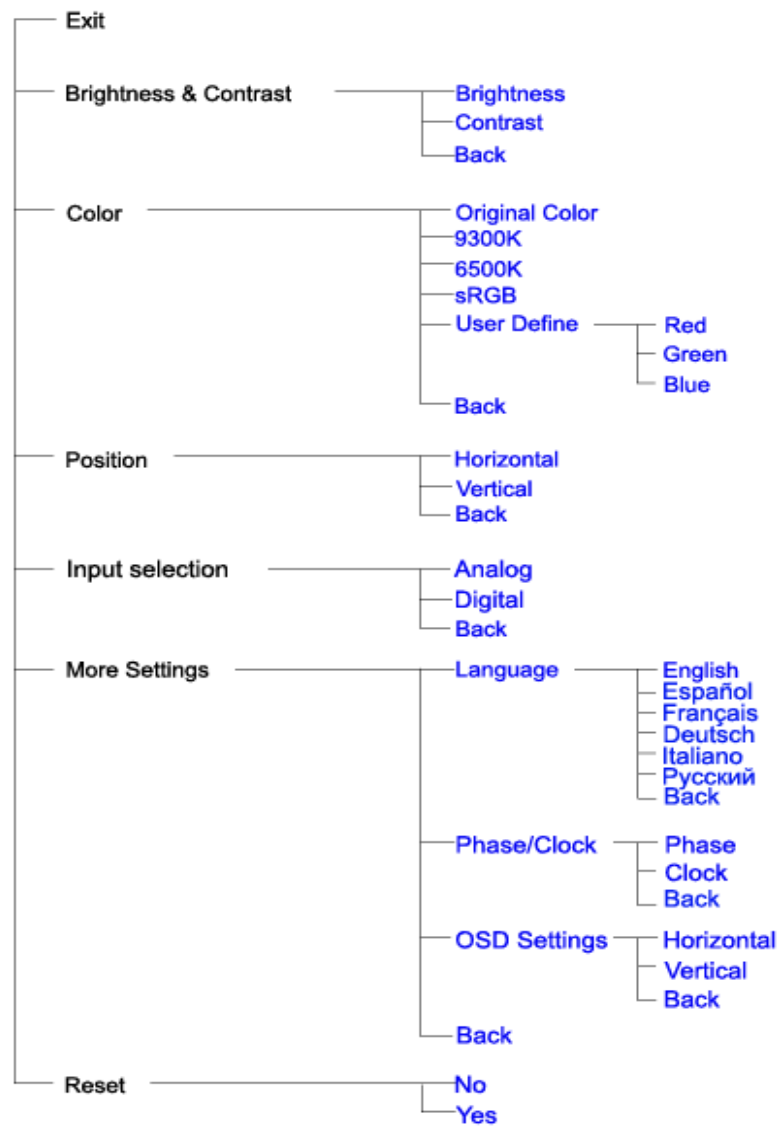 Exit
Brightness & Contrast Brightness
Contrast
Back
Color Original Color
9300K
6500K
sRGB
User Define Red
Green
Blue
Back
Position Horizontal
Vertical
Back
Input selection Analog
Digital
Back
More Settings Language English
Español
Français
Deutsch
Italiano
Русский
Back
Phase/Clock Phase
Clock
Back
OSD Settings Horizontal
Vertical
Back
Back
Reset No
Yes